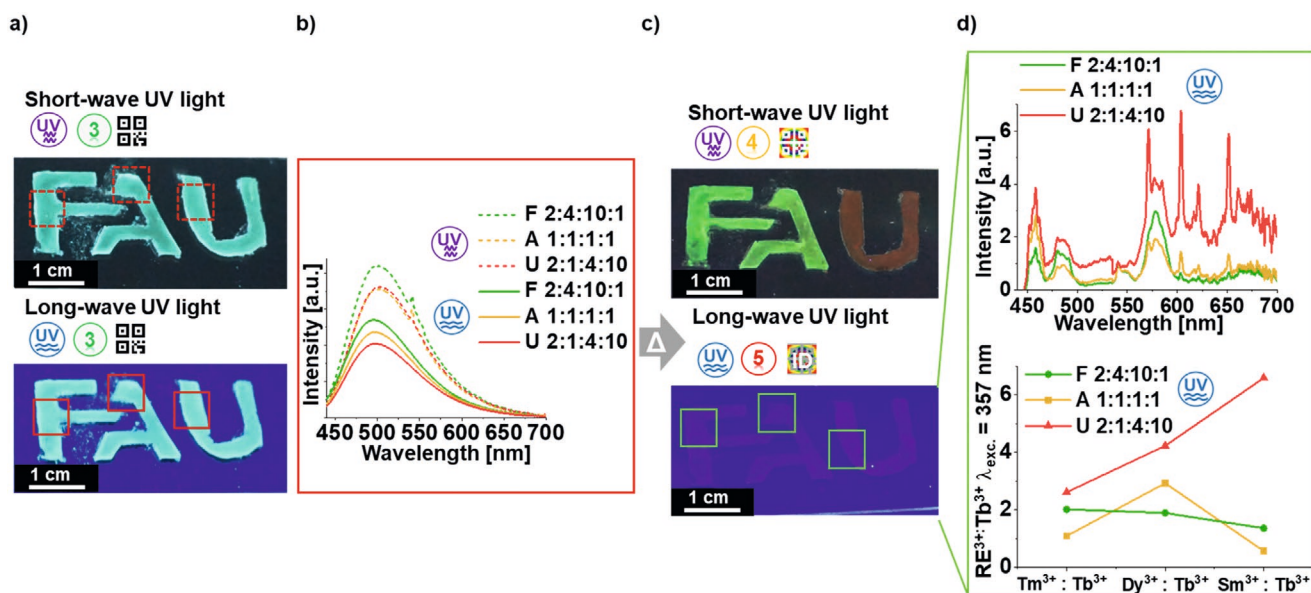 a)
Short-wave UV light
UV 3
FAU
1 cm
Long-wave UV light
UV 3
FAU
1 cm
b)
UV
F 2:4:10:1
A 1:1:1:1
U 2:1:4:10
UV
F 2:4:10:1
A 1:1:1:1
U 2:1:4:10
Intensity [a.u.]
450 500 550 600 650 700
Wavelength [nm]
Δ
c)
Short-wave UV light
UV 4
FAU
1 cm
Long-wave UV light
UV 5 ID
FAU
1 cm
d)
F 2:4:10:1
A 1:1:1:1
U 2:1:4:10
UV
Intensity [a.u.]
6
4
2
0
450 500 550 600 650 700
Wavelength [nm]
F 2:4:10:1
A 1:1:1:1
U 2:1:4:10
UV
RE³⁺:Tb³⁺ λexc. = 357 nm
6
4
2
0
Tm³⁺ : Tb³⁺ Dy³⁺ : Tb³⁺ Sm³⁺ : Tb³⁺